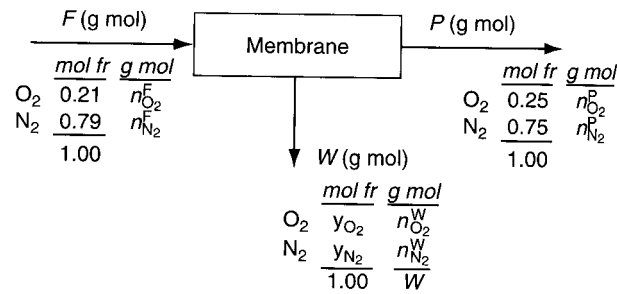 F (g mol)
Membrane
P (g mol)
mol fr g mol
O₂ 0.21 n^F_O₂
N₂ 0.79 n^F_N₂
1.00
mol fr g mol
O₂ 0.25 n^P_O₂
N₂ 0.75 n^P_N₂
1.00
W (g mol)
mol fr g mol
O₂ y_O₂ n^W_O₂
N₂ y_N₂ n^W_N₂
1.00 W